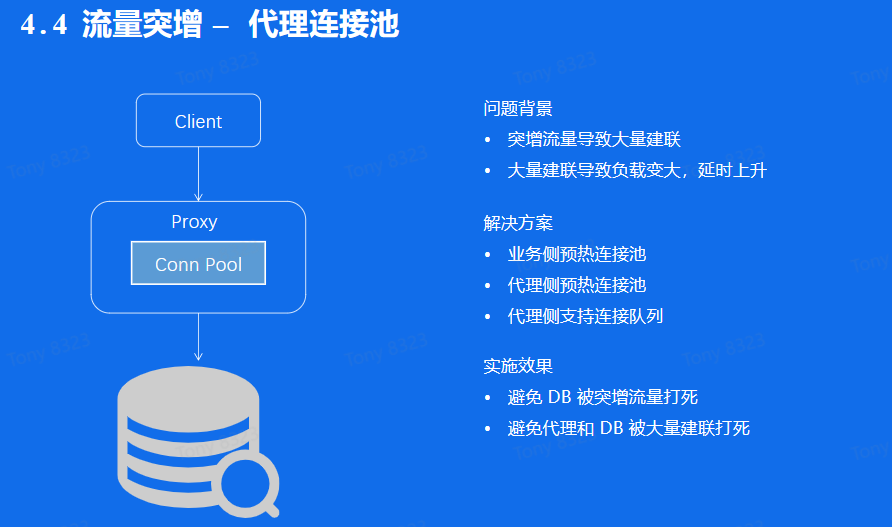 4.4 流量突增 – 代理连接池
Client
Proxy
Conn Pool
问题背景
• 突增流量导致大量建联
• 大量建联导致负载变大，延时上升
解决方案
• 业务侧预热连接池
• 代理侧预热连接池
• 代理侧支持连接队列
实施效果
• 避免 DB 被突增流量打死
• 避免代理和 DB 被大量建联打死
Tony 8323